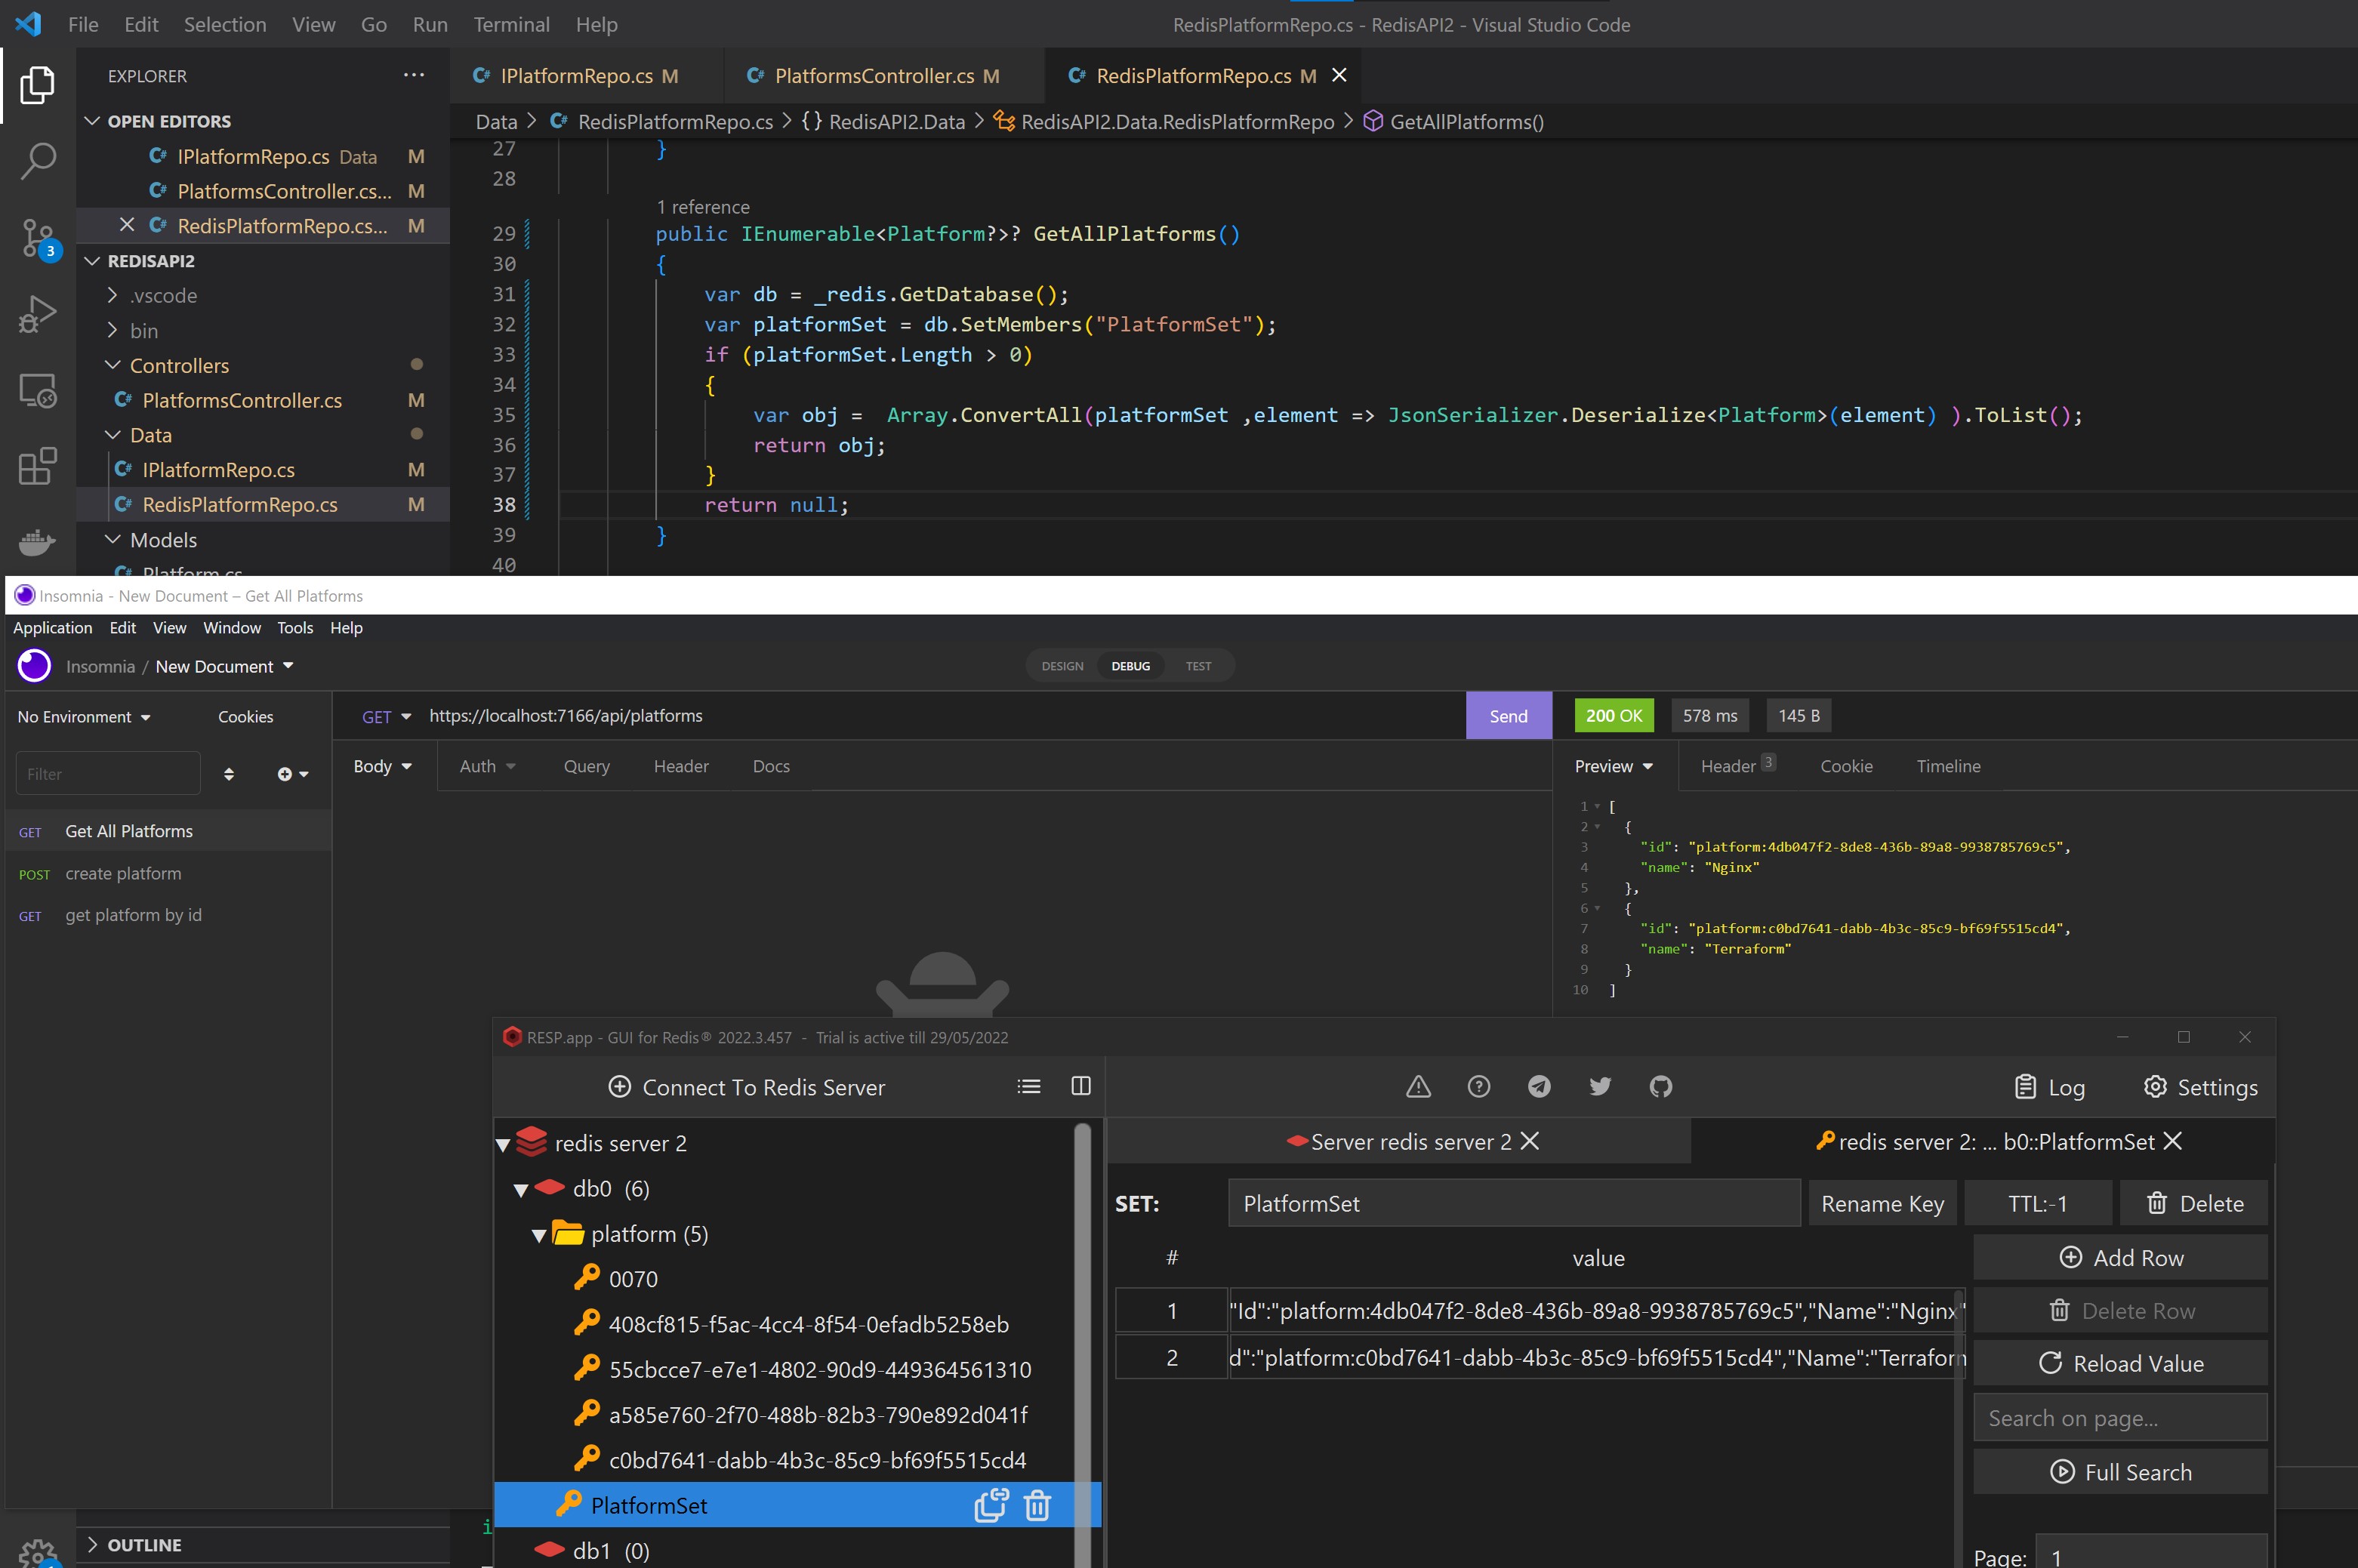 File Edit Selection View Go Run Terminal Help RedisPlatformRepo.cs - RedisAPI2 - Visual Studio Code
EXPLORER ···
IPlatformRepo.cs M PlatformsController.cs M RedisPlatformRepo.cs M
OPEN EDITORS
Data > RedisPlatformRepo.cs > {} RedisAPI2.Data > RedisAPI2.Data.RedisPlatformRepo > GetAllPlatforms()
IPlatformRepo.cs Data M
PlatformsController.cs... M
RedisPlatformRepo.cs... M
3
REDISAPI2
.vscode
bin
Controllers
PlatformsController.cs M
Data
IPlatformRepo.cs M
RedisPlatformRepo.cs M
Models
Platform.cs
27 }
28
1 reference
29 public IEnumerable<Platform?>? GetAllPlatforms()
30 {
31 var db = _redis.GetDatabase();
32 var platformSet = db.SetMembers("PlatformSet");
33 if (platformSet.Length > 0)
34 {
35 var obj =  Array.ConvertAll(platformSet ,element => JsonSerializer.Deserialize<Platform>(element) ).ToList();
36 return obj;
37 }
38 return null;
39 }
40
Insomnia - New Document – Get All Platforms
Application Edit View Window Tools Help
Insomnia / New Document DESIGN DEBUG TEST
No Environment Cookies
GET https://localhost:7166/api/platforms Send 200 OK 578 ms 145 B
Filter
Body Auth Query Header Docs
Preview Header 3 Cookie Timeline
GET Get All Platforms
POST create platform
GET get platform by id
1 [
2 {
3 "id": "platform:4db047f2-8de8-436b-89a8-9938785769c5",
4 "name": "Nginx"
5 },
6 {
7 "id": "platform:c0bd7641-dabb-4b3c-85c9-bf69f5515cd4",
8 "name": "Terraform"
9 }
10 ]
RESP.app - GUI for Redis® 2022.3.457 - Trial is active till 29/05/2022
Connect To Redis Server Log Settings
redis server 2
db0 (6)
platform (5)
0070
408cf815-f5ac-4cc4-8f54-0efadb5258eb
55cbcce7-e7e1-4802-90d9-449364561310
a585e760-2f70-488b-82b3-790e892d041f
c0bd7641-dabb-4b3c-85c9-bf69f5515cd4
PlatformSet
db1 (0)
Server redis server 2 redis server 2: ... b0::PlatformSet
SET: PlatformSet Rename Key TTL:-1 Delete
# value
1 "Id":"platform:4db047f2-8de8-436b-89a8-9938785769c5","Name":"Nginx"
2 d":"platform:c0bd7641-dabb-4b3c-85c9-bf69f5515cd4","Name":"Terraform
Add Row
Delete Row
Reload Value
Search on page...
Full Search
Page: 1
OUTLINE
i